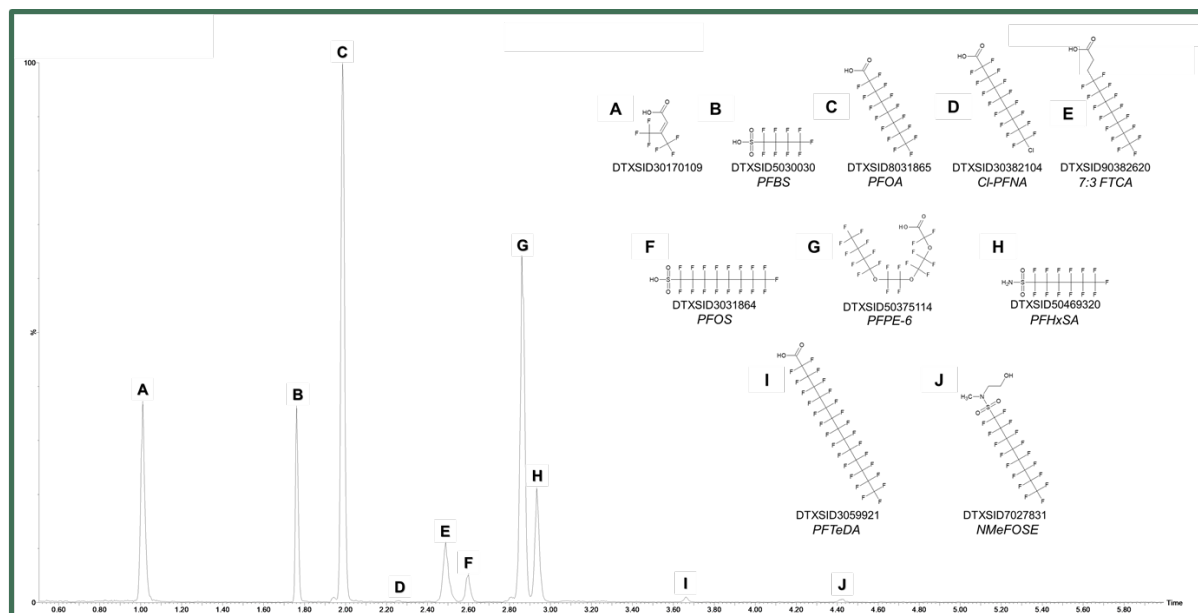 100
%
0
C
A
B
D
E
F
G
H
I
J
A
DTXSID30170109
B
DTXSID5030030
PFBS
C
DTXSID8031865
PFOA
D
DTXSID30382104
Cl-PFNA
E
DTXSID90382620
7:3 FTCA
F
DTXSID3031864
PFOS
G
DTXSID50375114
PFPE-6
H
DTXSID50469320
PFHxSA
I
DTXSID3059921
PFTeDA
J
DTXSID7027831
NMeFOSE
0.60 0.80 1.00 1.20 1.40 1.60 1.80 2.00 2.20 2.40 2.60 2.80 3.00 3.20 3.40 3.60 3.80 4.00 4.20 4.40 4.60 4.80 5.00 5.20 5.40 5.60 5.80 Time